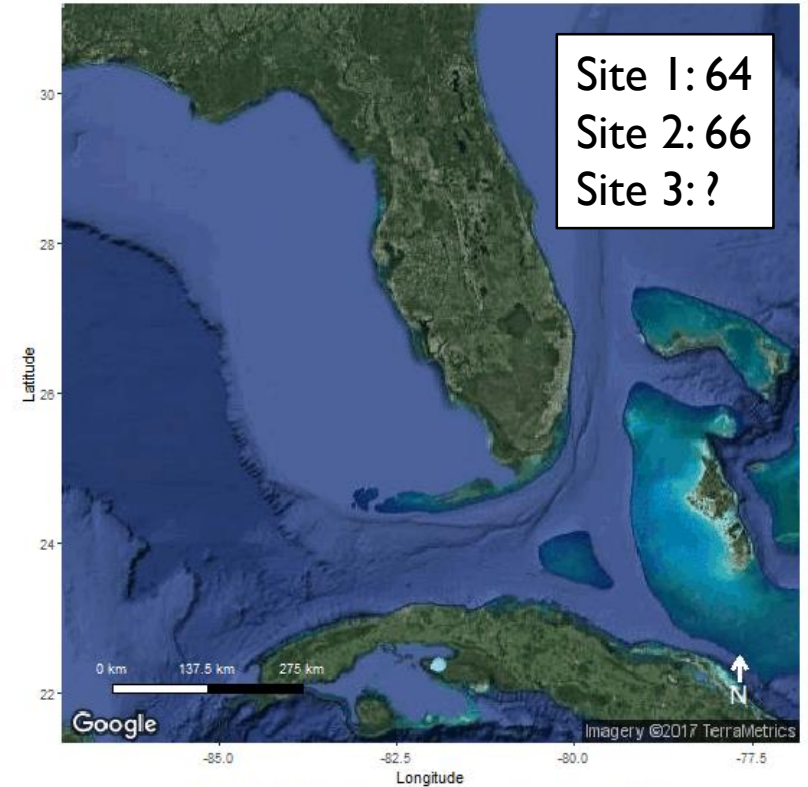 Site 1: 64
Site 2: 66
Site 3: ?
30
28
26
24
22
Latitude
0 km 137.5 km 275 km
N
Google
Imagery ©2017 TerraMetrics
-85.0 -82.5 -80.0 -77.5
Longitude